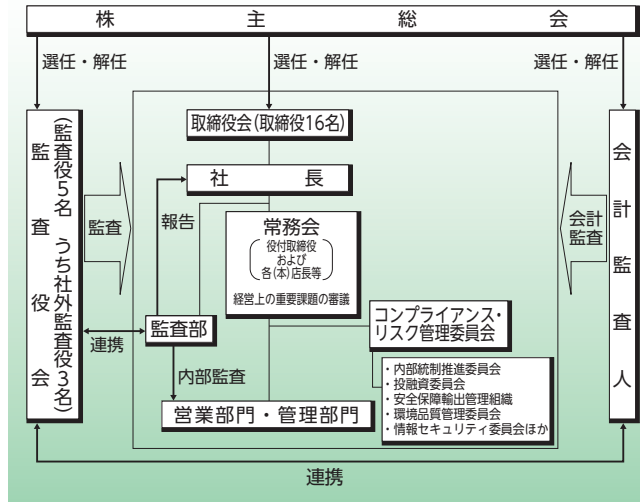 株主総会
選任・解任
選任・解任
選任・解任
監査役会
(監査役5名 うち社外監査役3名)
監査
取締役会(取締役16名)
社長
報告
常務会
役付取締役
および
各(本)店長等
経営上の重要課題の審議
会計
監査
会計監査人
監査部
連携
コンプライアンス・
リスク管理委員会
内部監査
・内部統制推進委員会
・投融資委員会
・安全保障輸出管理組織
・環境品質管理委員会
・情報セキュリティ委員会ほか
営業部門・管理部門
連携